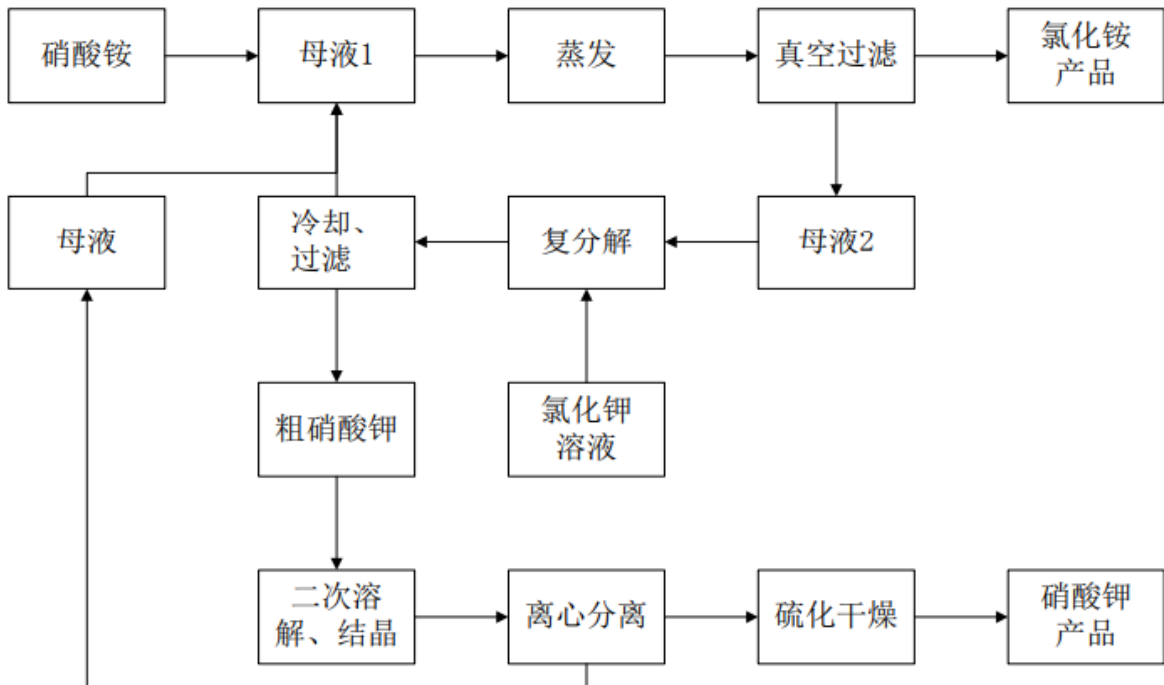 硝酸铵
母液1
蒸发
真空过滤
氯化铵
产品
母液
冷却、
过滤
复分解
母液2
粗硝酸钾
氯化钾
溶液
二次溶
解、结晶
离心分离
硫化干燥
硝酸钾
产品